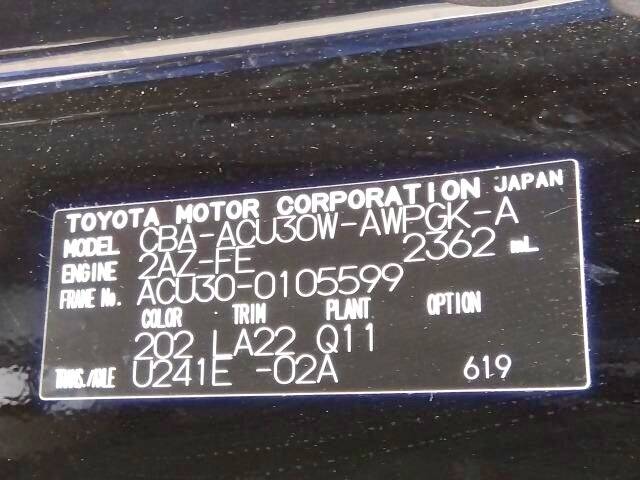 TOYOTA MOTOR CORPORATION JAPAN
MODEL CBA-ACU30W-AWPGK-A
ENGINE 2AZ-FE 2362 mL
FRAME No. ACU30-0105599
COLOR TRIM PLANT OPTION
202 LA22 Q11
TRANS./AXLE U241E -02A 619